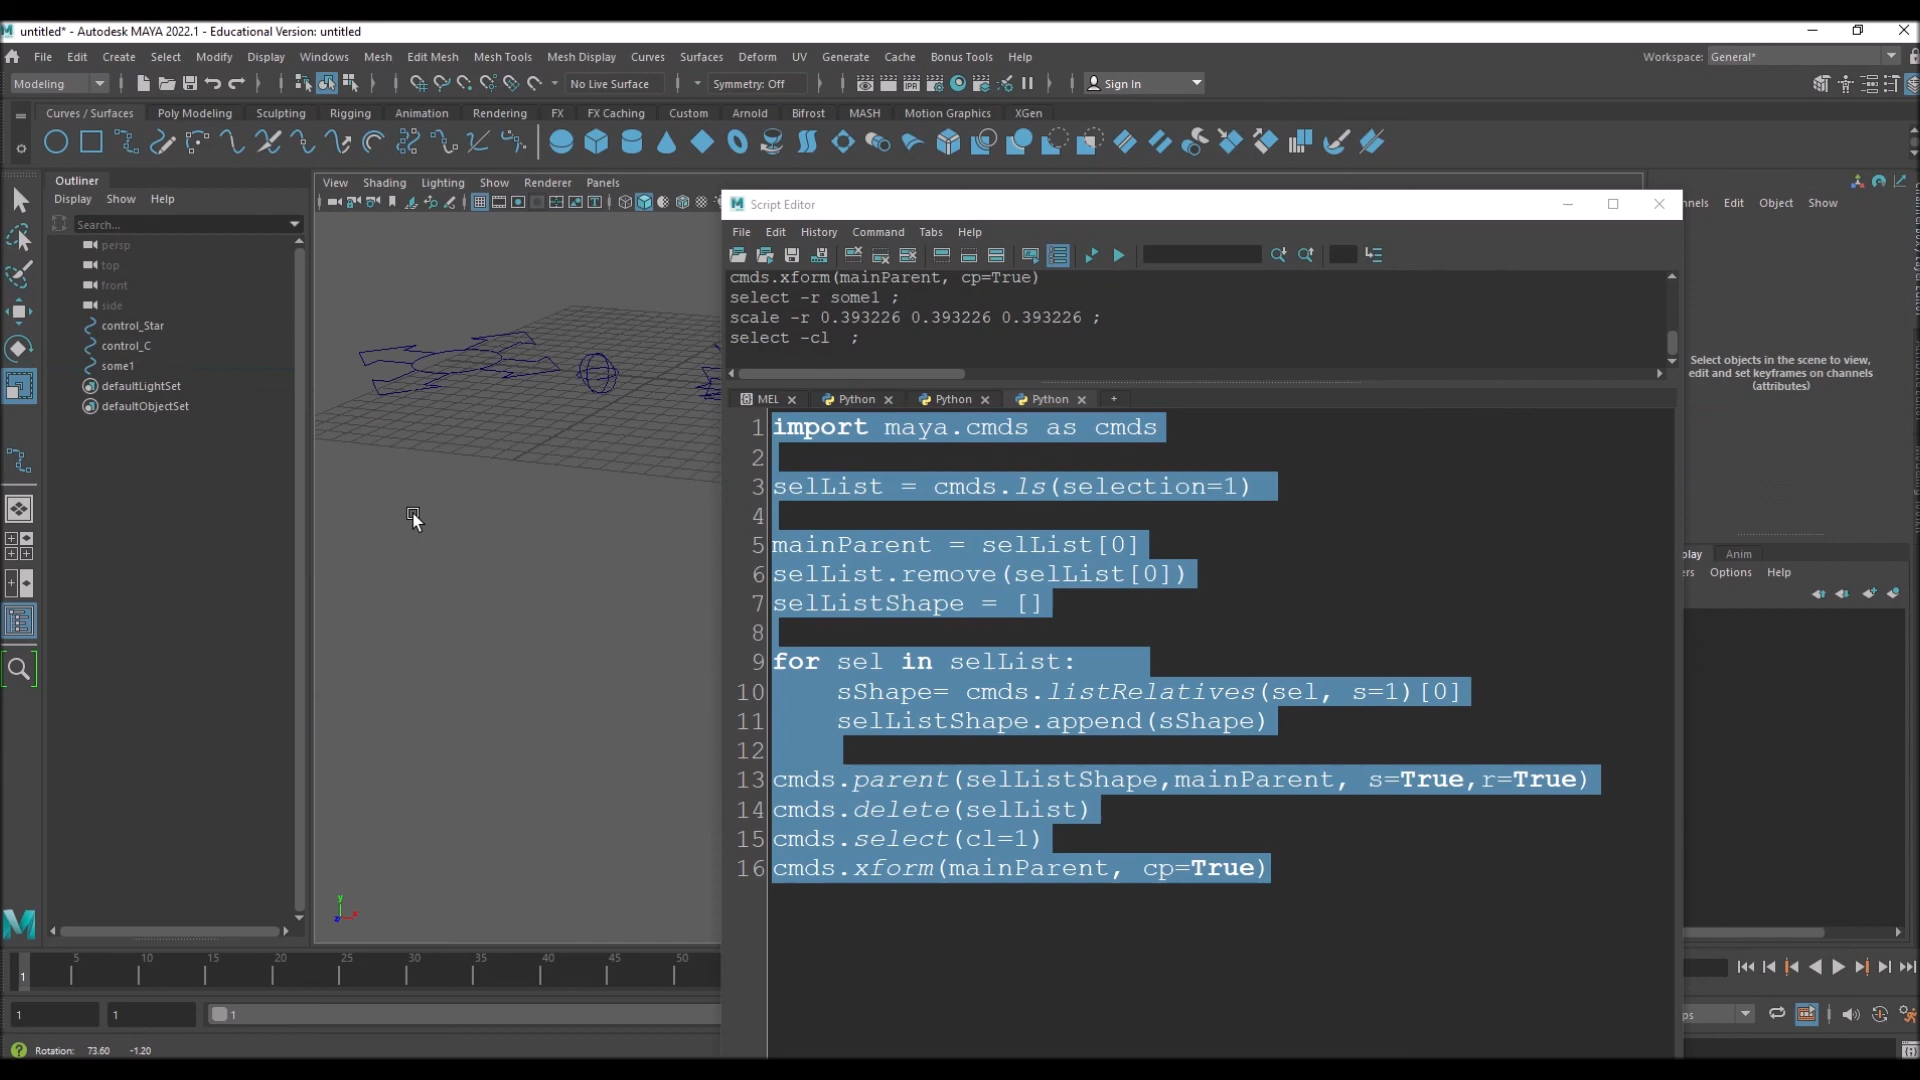 untitled* - Autodesk MAYA 2022.1 - Educational Version: untitled
File Edit Create Select Modify Display Windows Mesh Edit Mesh Mesh Tools Mesh Display Curves Surfaces Deform UV Generate Cache Bonus Tools Help
Workspace: General*
Modeling
No Live Surface
Symmetry: Off
Sign In
Curves / Surfaces Poly Modeling Sculpting Rigging Animation Rendering FX FX Caching Custom Arnold Bifrost MASH Motion Graphics XGen
Outliner
Display Show Help
Search...
persp
top
front
side
control_Star
control_C
some1
defaultLightSet
defaultObjectSet
View Shading Lighting Show Renderer Panels
Script Editor
File Edit History Command Tabs Help
cmds.xform(mainParent, cp=True)
select -r some1 ;
scale -r 0.393226 0.393226 0.393226 ;
select -cl  ;
MEL Python Python Python +
1 import maya.cmds as cmds
2
3 selList = cmds.ls(selection=1)
4
5 mainParent = selList[0]
6 selList.remove(selList[0])
7 selListShape = []
8
9 for sel in selList:
10 sShape= cmds.listRelatives(sel, s=1)[0]
11 selListShape.append(sShape)
12
13 cmds.parent(selListShape,mainParent, s=True,r=True)
14 cmds.delete(selList)
15 cmds.select(cl=1)
16 cmds.xform(mainParent, cp=True)
nnels Edit Object Show
Select objects in the scene to view,
edit and set keyframes on channels
(attributes)
play Anim
ers Options Help
y
z x
5 10 15 20 25 30 35 40 45 50
1
1 1 1
ps
Rotation: 73.60 -1.20